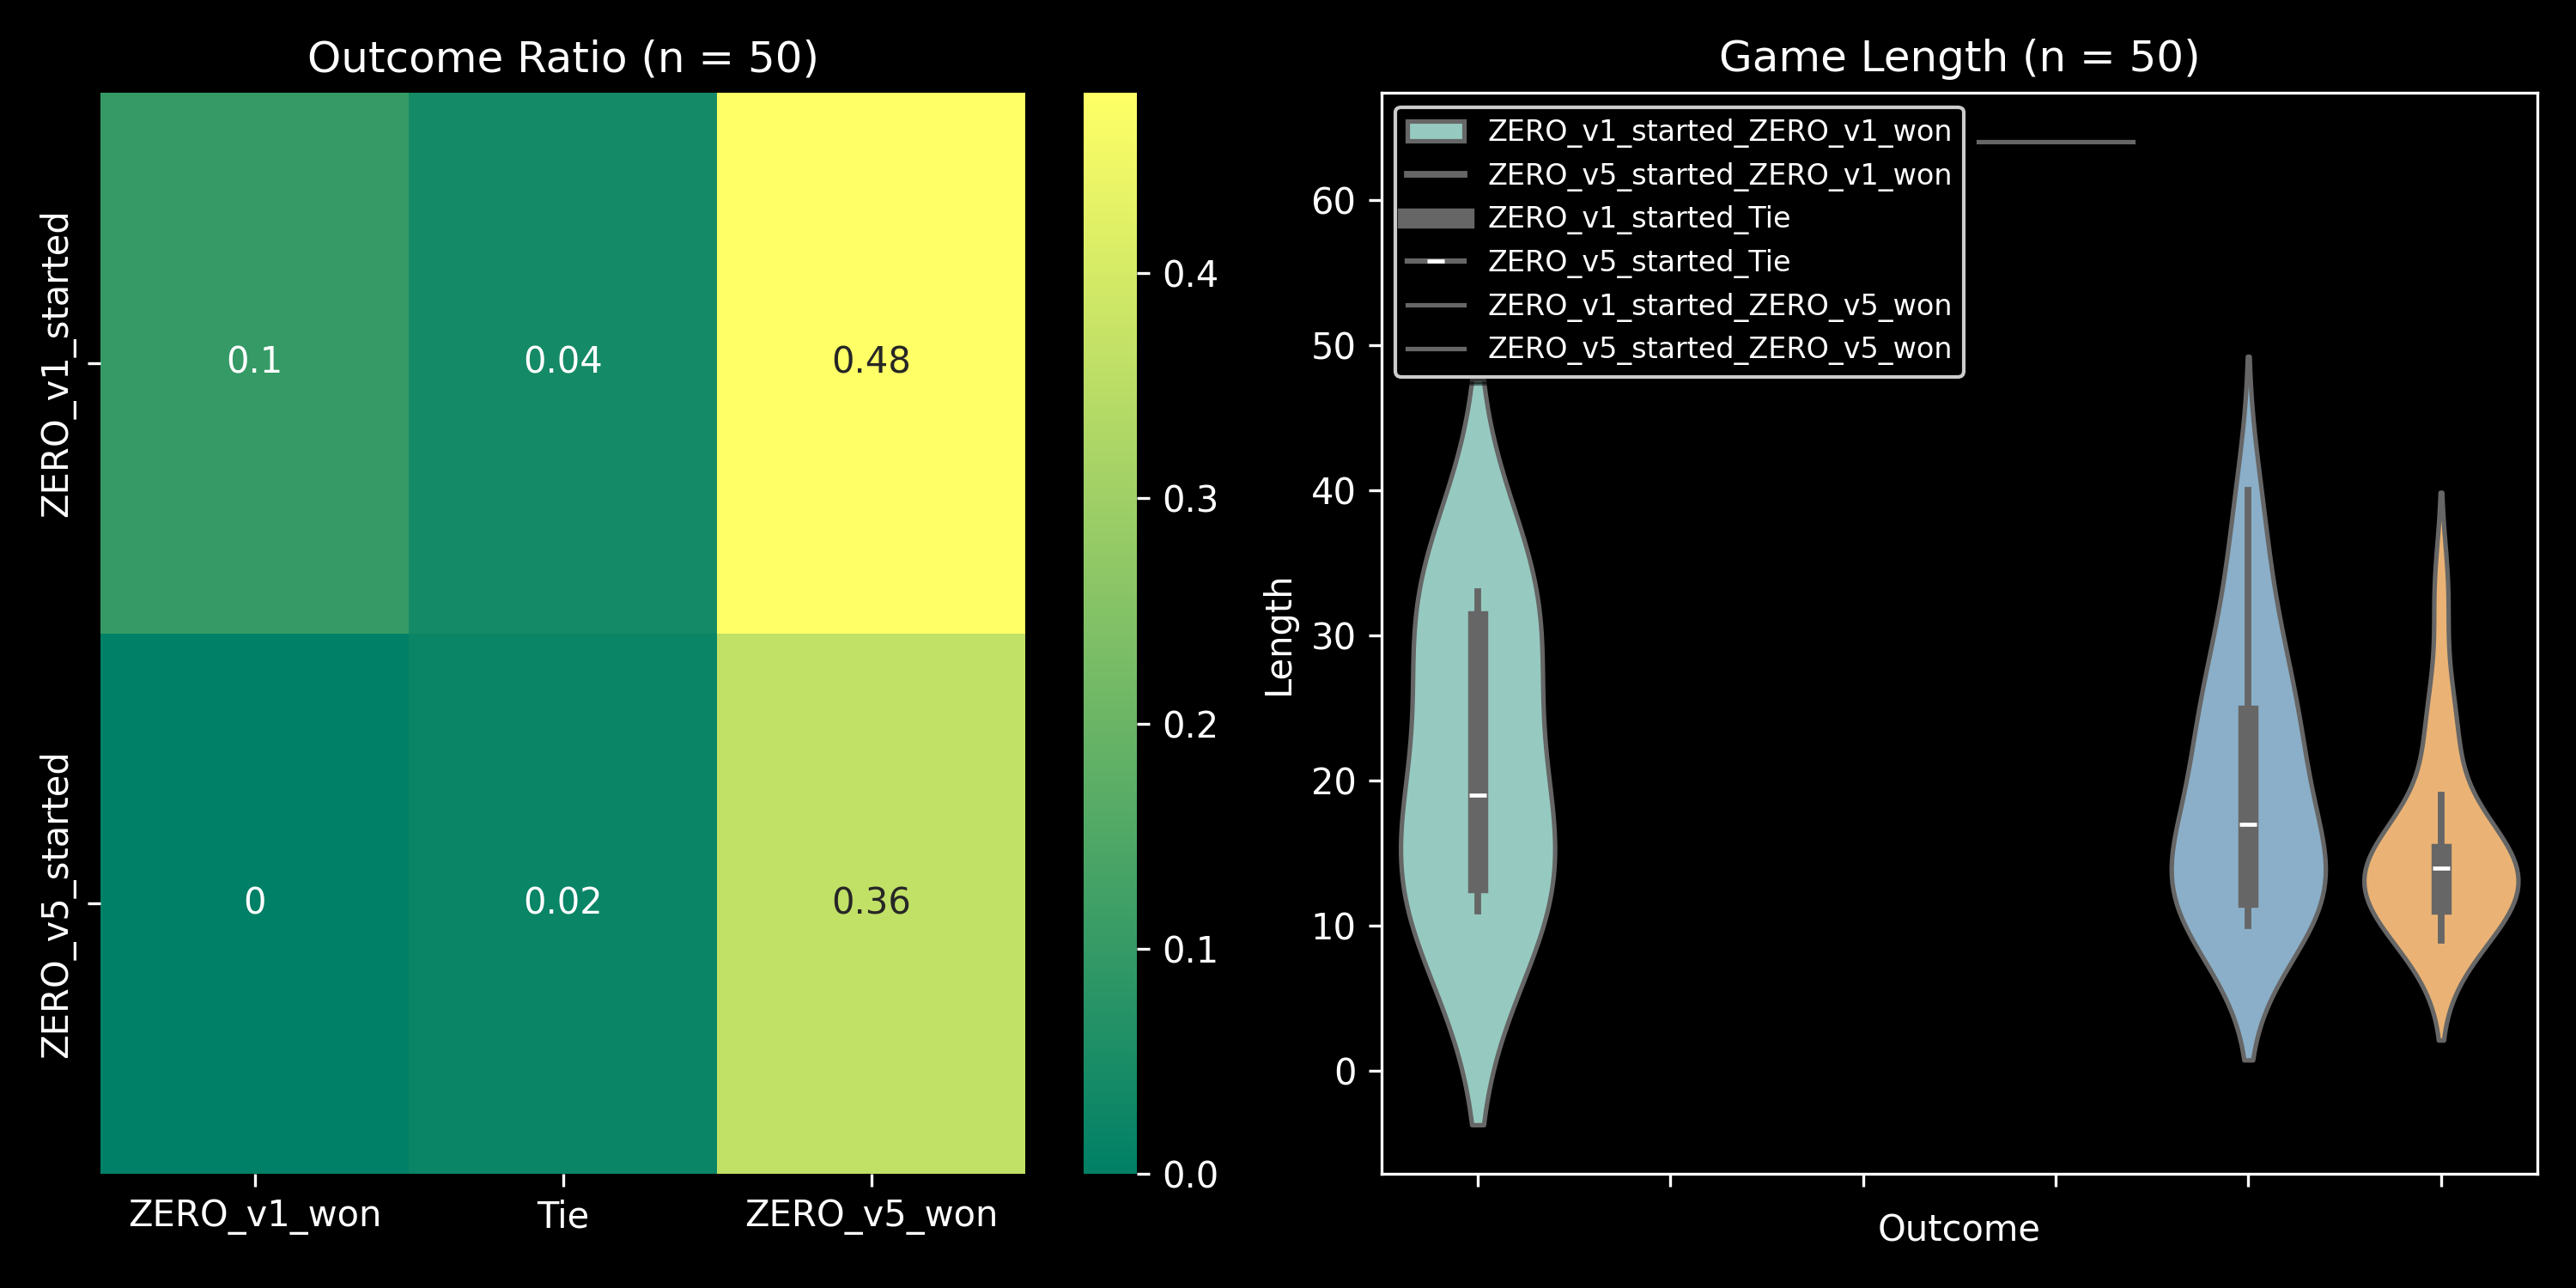 Outcome Ratio (n = 50)
ZERO_v1_started
ZERO_v5_started
0.1
0.04
0.48
0
0.02
0.36
ZERO_v1_won
Tie
ZERO_v5_won
0.4
0.3
0.2
0.1
0.0
Game Length (n = 50)
ZERO_v1_started_ZERO_v1_won
ZERO_v5_started_ZERO_v1_won
ZERO_v1_started_Tie
ZERO_v5_started_Tie
ZERO_v1_started_ZERO_v5_won
ZERO_v5_started_ZERO_v5_won
Length
60
50
40
30
20
10
0
Outcome